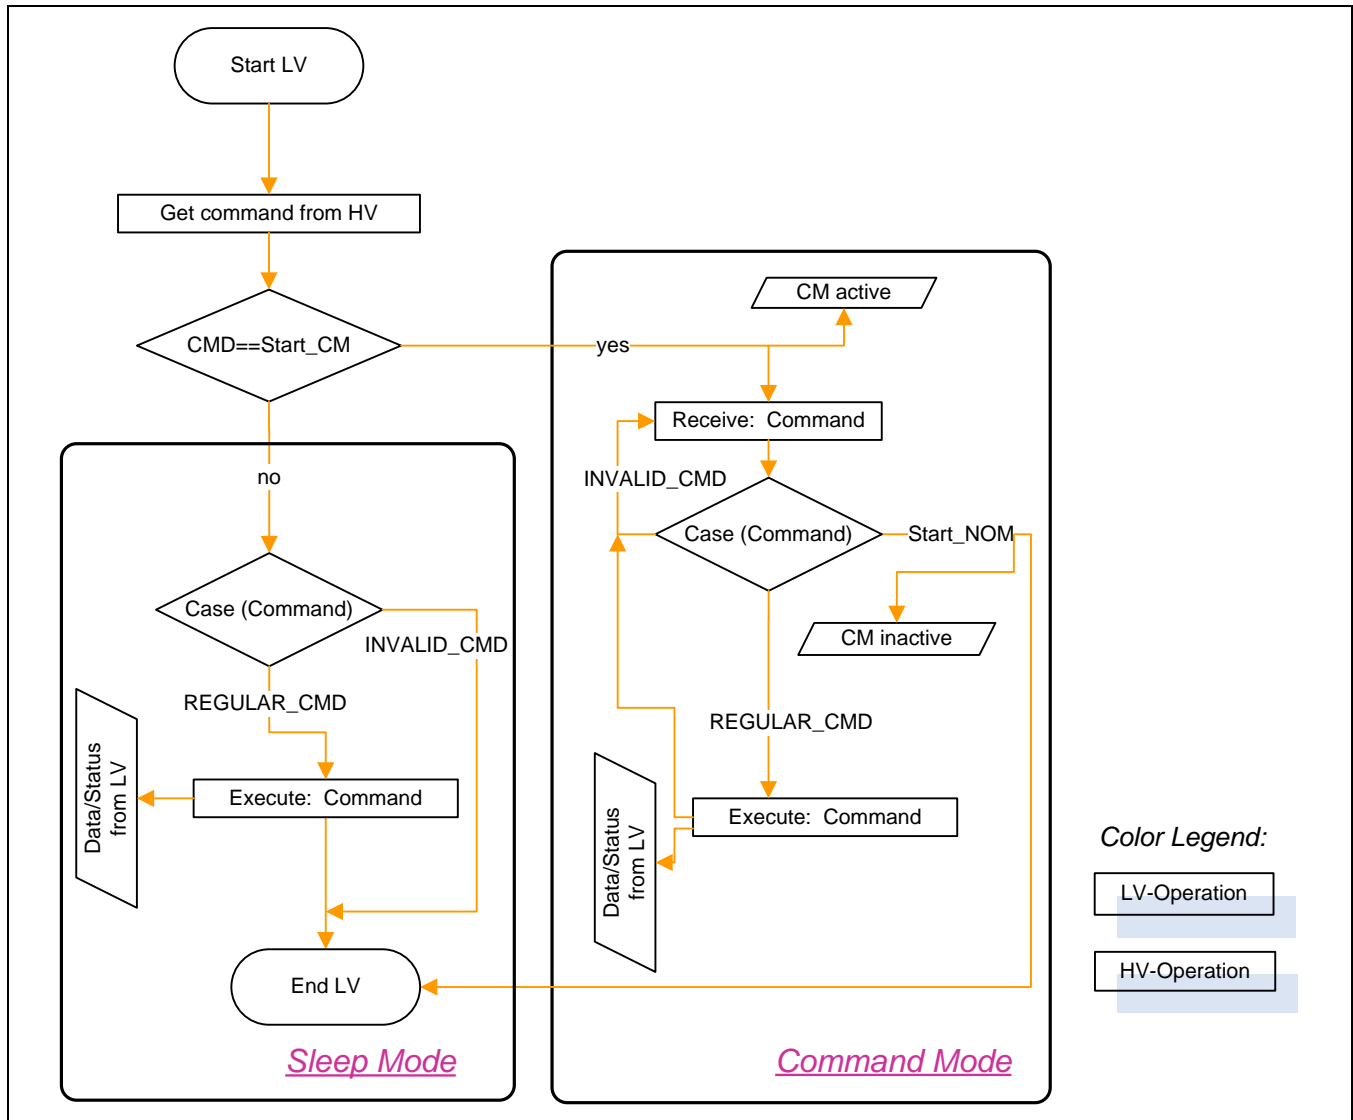 Start LV
Get command from HV
CMD==Start_CM
yes
no
Case (Command)
INVALID_CMD
REGULAR_CMD
Execute:  Command
Data/Status
from LV
End LV
Sleep Mode
CM active
Receive:  Command
INVALID_CMD
Case (Command)
Start_NOM
CM inactive
REGULAR_CMD
Execute:  Command
Data/Status
from LV
Command Mode
Color Legend:
LV-Operation
HV-Operation